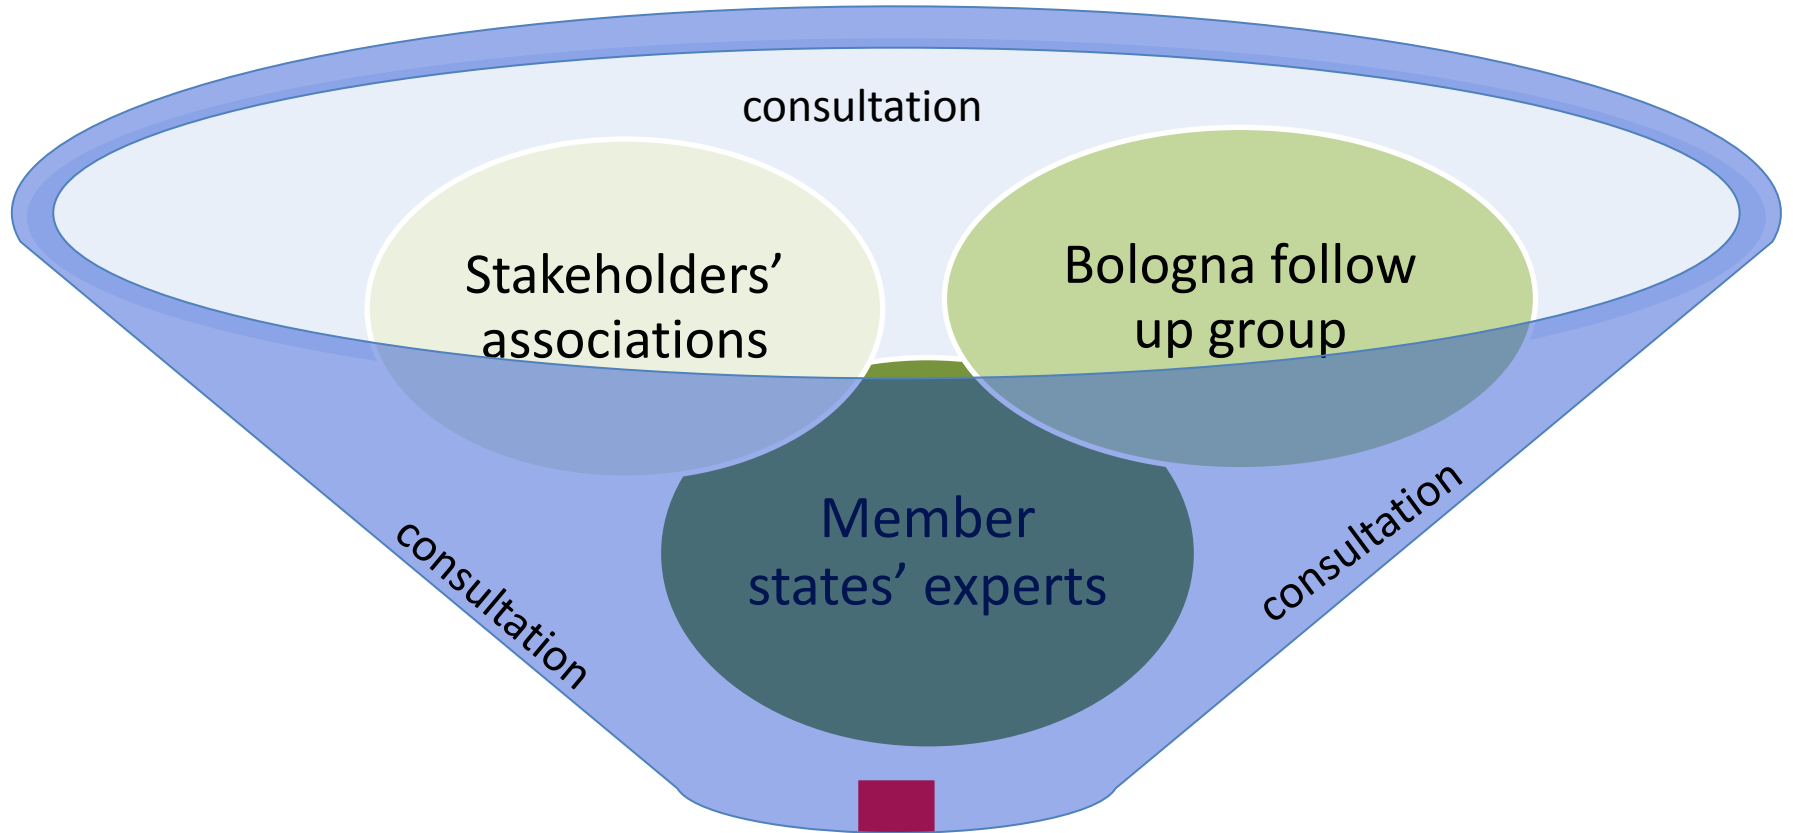 consultation
Stakeholders’
associations
Bologna follow
up group
Member
states’ experts
consultation
consultation